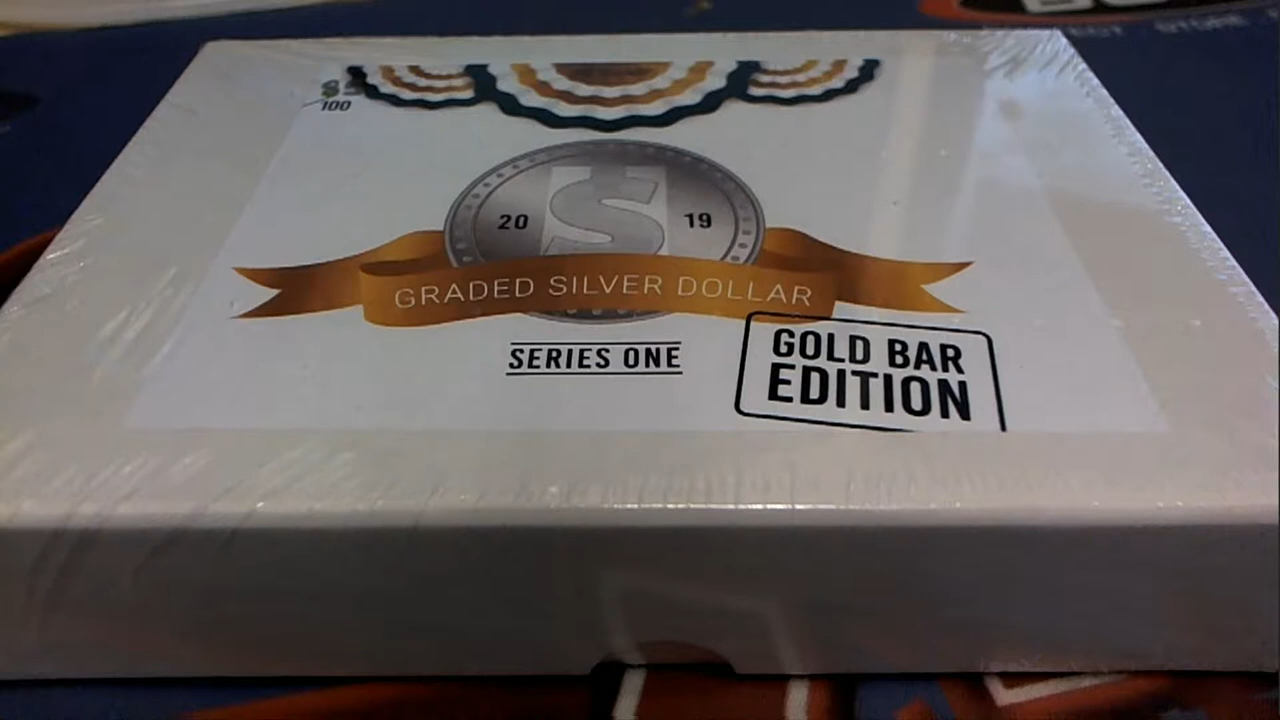 100
20 19
GRADED SILVER DOLLAR
SERIES ONE
GOLD BAR
EDITION